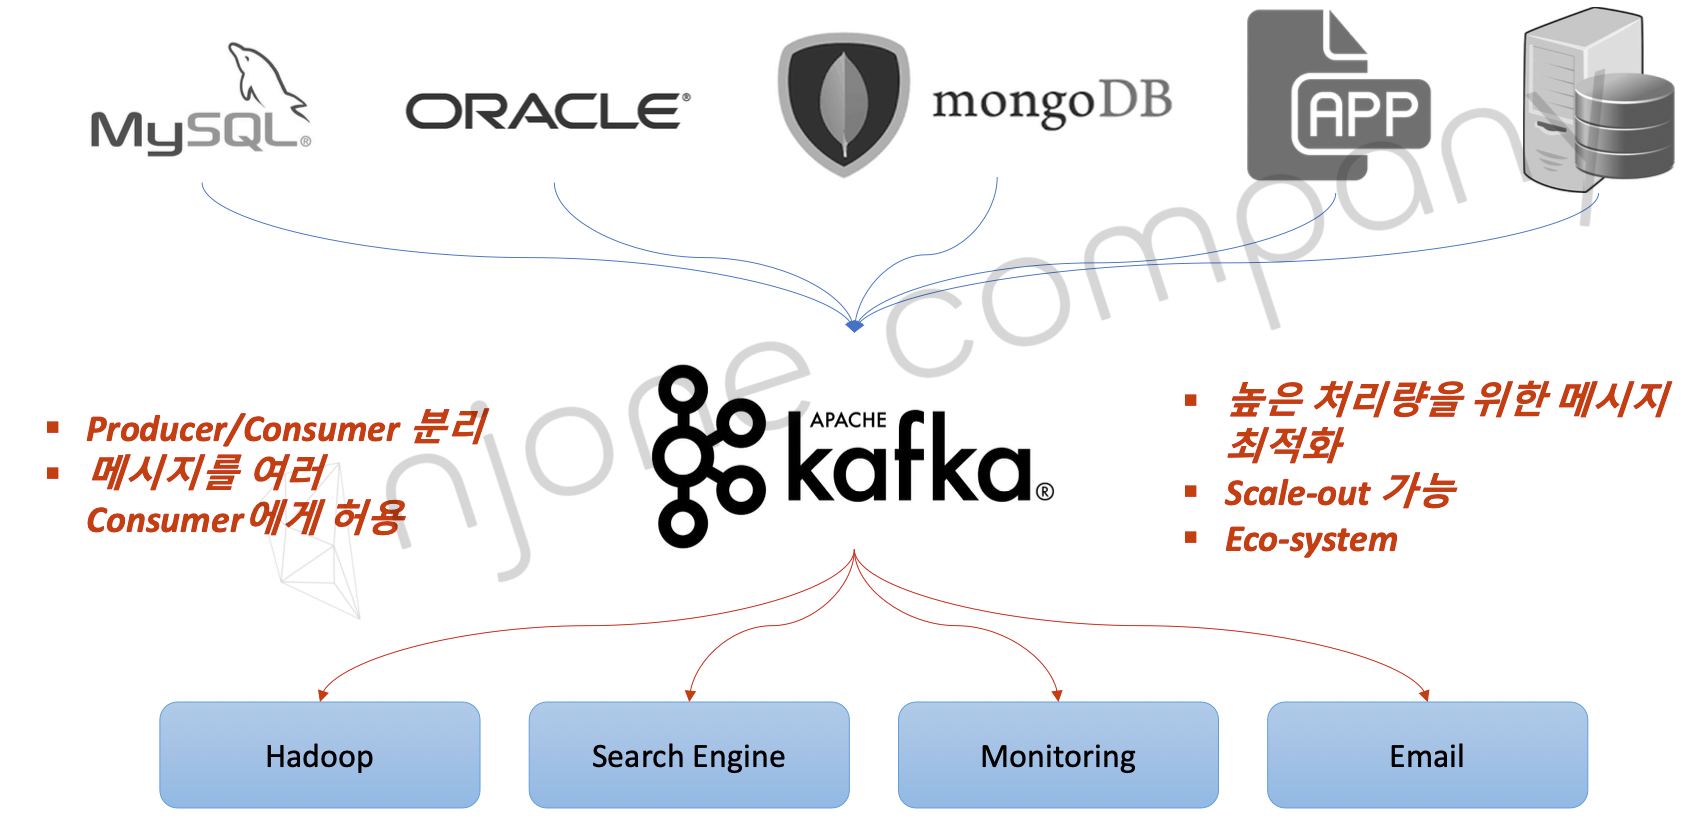 MySQL®
ORACLE®
mongoDB
APP
njone company
Producer/Consumer 분리
메시지를 여러
Consumer에게 허용
APACHE
kafka®
높은 처리량을 위한 메시지
최적화
Scale-out 가능
Eco-system
Hadoop
Search Engine
Monitoring
Email